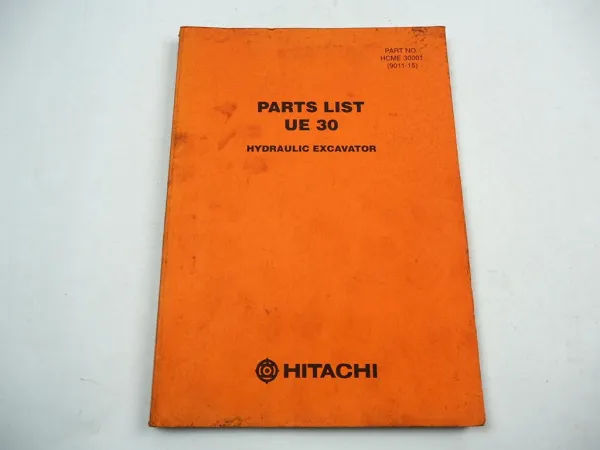 PART NO.
HCME 30001
(9011-15)
PARTS LIST
UE 30
HYDRAULIC EXCAVATOR
HITACHI